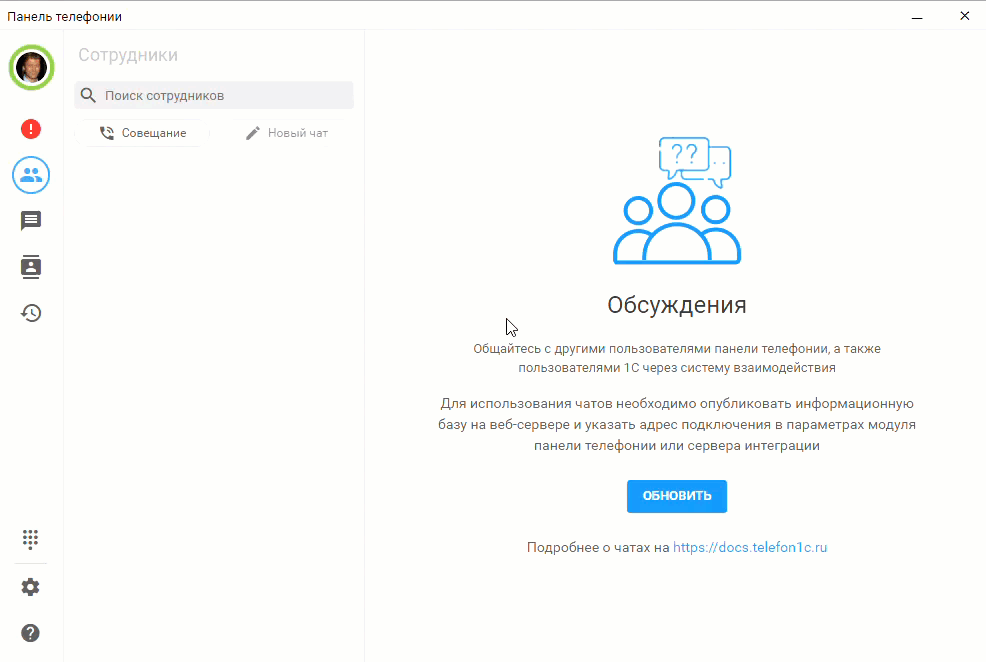 Панель телефонии
Сотрудники
Поиск сотрудников
Совещание
Новый чат
??
Обсуждения
Общайтесь с другими пользователями панели телефонии, а также
пользователями 1С через систему взаимодействия
Для использования чатов необходимо опубликовать информационную
базу на веб-сервере и указать адрес подключения в параметрах модуля
панели телефонии или сервера интеграции
ОБНОВИТЬ
Подробнее о чатах на https://docs.telefon1c.ru